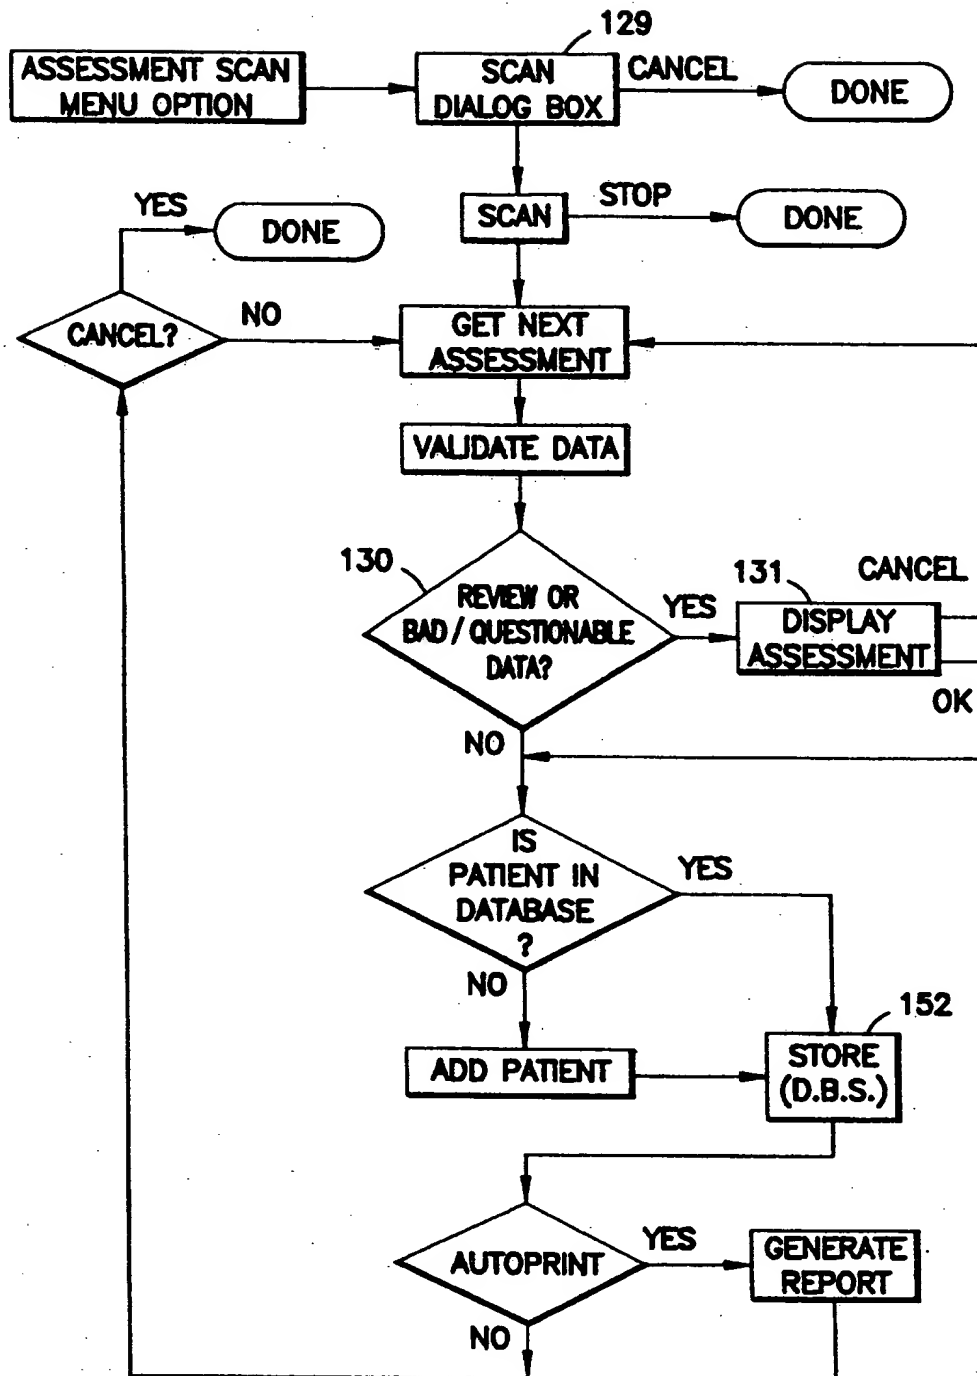 129
ASSESSMENT SCAN
MENU OPTION
SCAN
DIALOG BOX
CANCEL
DONE
SCAN
STOP
DONE
YES
DONE
CANCEL?
NO
GET NEXT
ASSESSMENT
VALIDATE DATA
130
REVIEW OR
BAD / QUESTIONABLE
DATA?
YES
131
DISPLAY
ASSESSMENT
CANCEL
OK
NO
IS
PATIENT IN
DATABASE
?
YES
NO
ADD PATIENT
152
STORE
(D.B.S.)
AUTOPRINT
YES
GENERATE
REPORT
NO